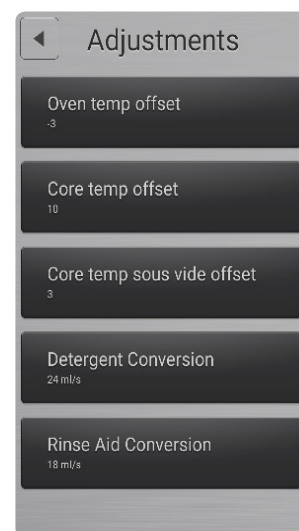 Adjustments
Oven temp offset
-3
Core temp offset
10
Core temp sous vide offset
3
Detergent Conversion
24 ml/s
Rinse Aid Conversion
18 ml/s